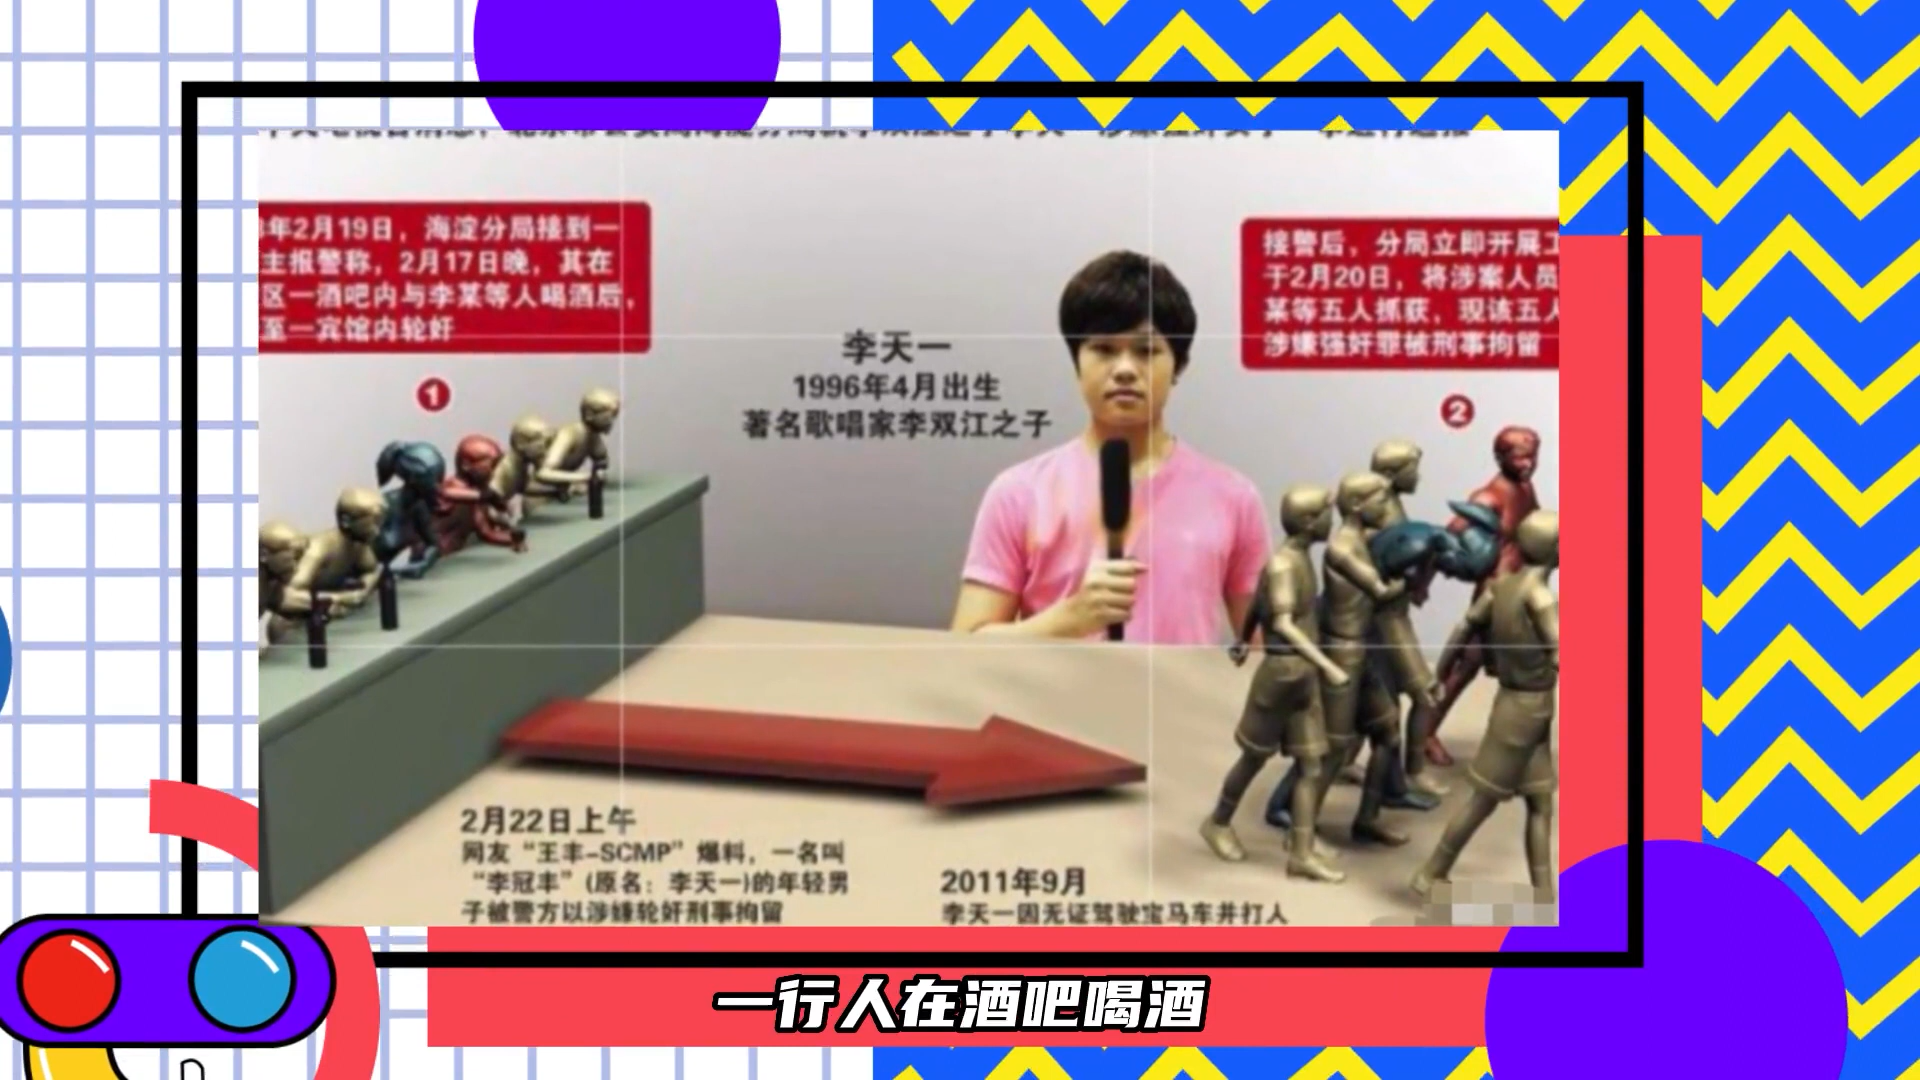 年2月19日，海淀分局接到一
主报警称，2月17日晚，其在
区一酒吧内与李某等人喝酒后，
至一宾馆内轮奸
1
李天一
1996年4月出生
著名歌唱家李双江之子
接警后，分局立即开展工
于2月20日，将涉案人员
某等五人抓获，现该五人
涉嫌强奸罪被刑事拘留
2
2月22日上午
网友“王丰-SCMP”爆料，一名叫
“李冠丰”(原名：李天一)的年轻男
子被警方以涉嫌轮奸刑事拘留
2011年9月
李天一因无证驾驶宝马车并打人
一行人在酒吧喝酒